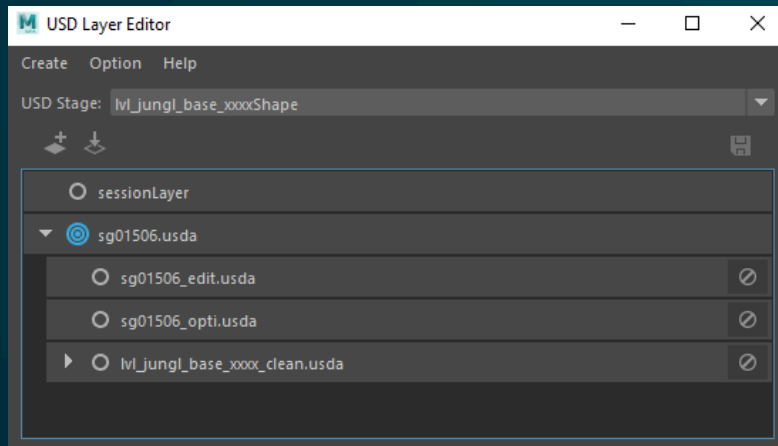 USD Layer Editor
Create Option Help
USD Stage: lvl_jungl_base_xxxxShape
sessionLayer
sg01506.usda
sg01506_edit.usda
sg01506_opti.usda
lvl_jungl_base_xxxx_clean.usda